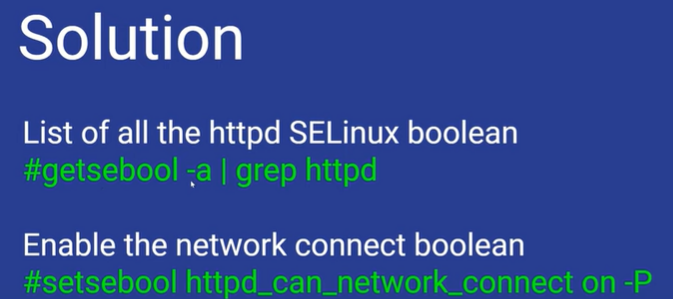 Solution
List of all the httpd SELinux boolean
#getsebool -a | grep httpd
Enable the network connect boolean
#setsebool httpd_can_network_connect on -P